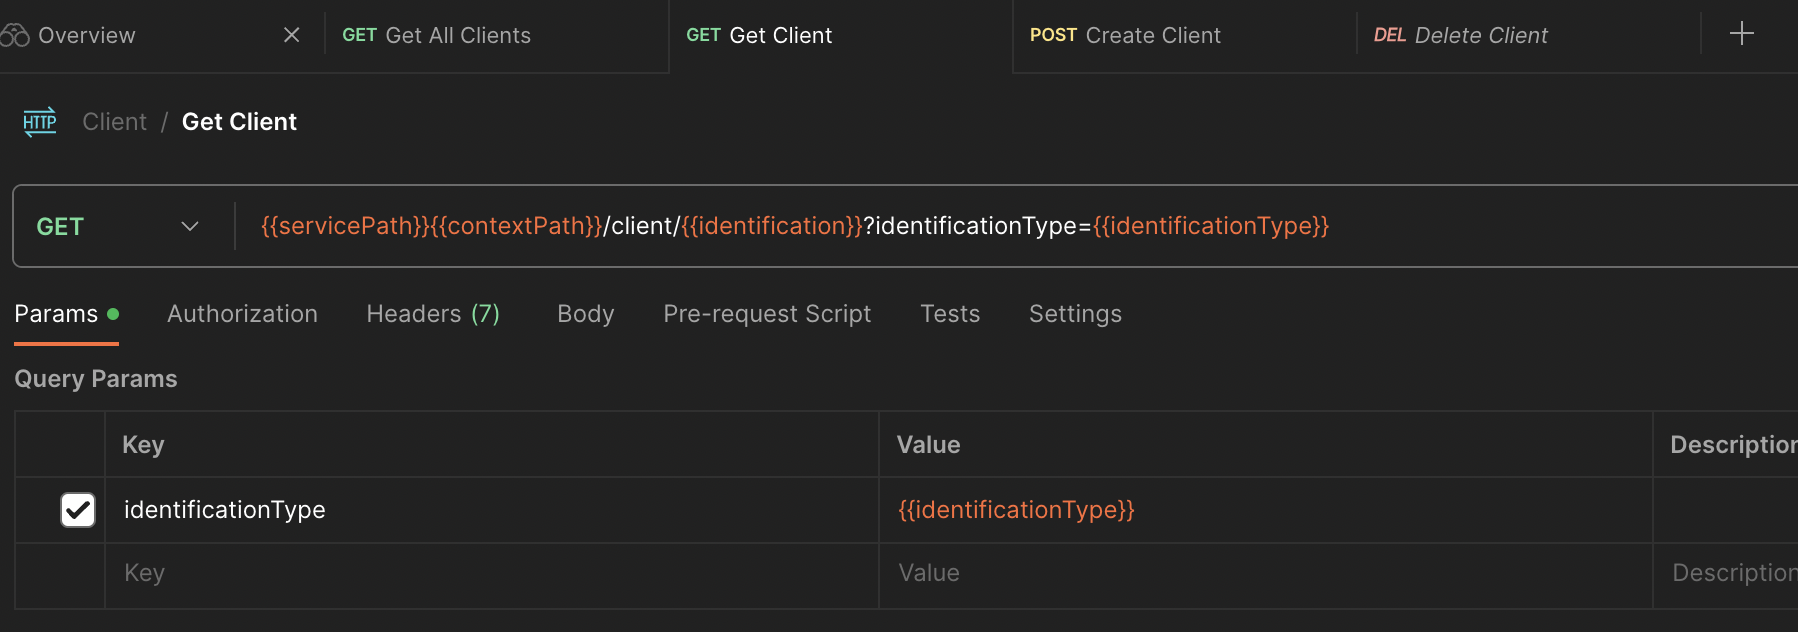 Overview GET Get All Clients GET Get Client POST Create Client DEL Delete Client
HTTP Client / Get Client
GET {{servicePath}}{{contextPath}}/client/{{identification}}?identificationType={{identificationType}}
Params Authorization Headers (7) Body Pre-request Script Tests Settings
Query Params
Key Value Description
identificationType {{identificationType}}
Key Value Description